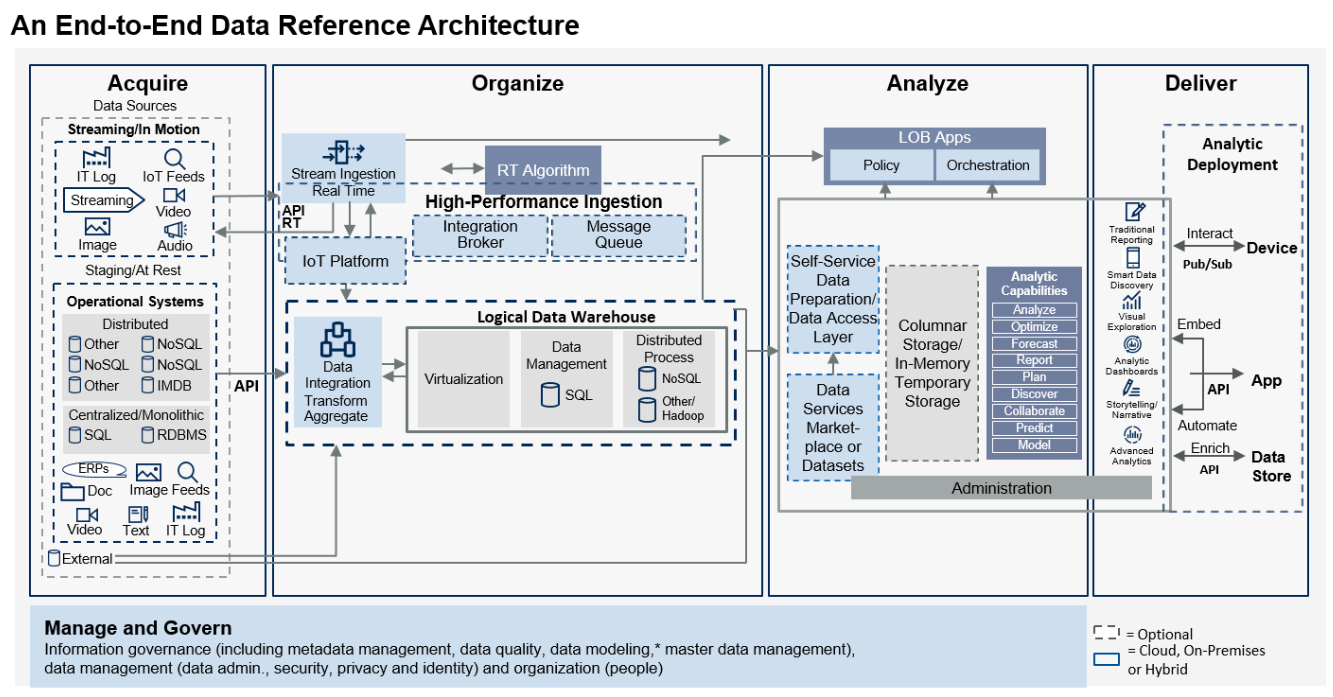 An End-to-End Data Reference Architecture
Acquire
Data Sources
Streaming/In Motion
IT Log
IoT Feeds
Streaming
Video
Image
Audio
Staging/At Rest
Operational Systems
Distributed
Other
NoSQL
NoSQL
NoSQL
Other
IMDB
Centralized/Monolithic
SQL
RDBMS
ERPs
Doc
Image
Feeds
Video
Text
IT Log
External
API
Organize
Stream Ingestion
Real Time
RT Algorithm
API
RT
High-Performance Ingestion
Integration
Broker
Message
Queue
IoT Platform
Logical Data Warehouse
Data
Integration
Transform
Aggregate
Virtualization
Data
Management
SQL
Distributed
Process
NoSQL
Other/
Hadoop
Analyze
LOB Apps
Policy
Orchestration
Self-Service
Data
Preparation/
Data Access
Layer
Data
Services
Market-
place or
Datasets
Columnar
Storage/
In-Memory
Temporary
Storage
Analytic
Capabilities
Analyze
Optimize
Forecast
Report
Plan
Discover
Collaborate
Predict
Model
Administration
Deliver
Traditional
Reporting
Smart Data
Discovery
Visual
Exploration
Analytic
Dashboards
Storytelling/
Narrative
Advanced
Analytics
Analytic
Deployment
Interact
Pub/Sub
Device
Embed
API
App
Automate
Enrich
API
Data
Store
Manage and Govern
Information governance (including metadata management, data quality, data modeling,* master data management),
data management (data admin., security, privacy and identity) and organization (people)
= Optional
= Cloud, On-Premises
or Hybrid